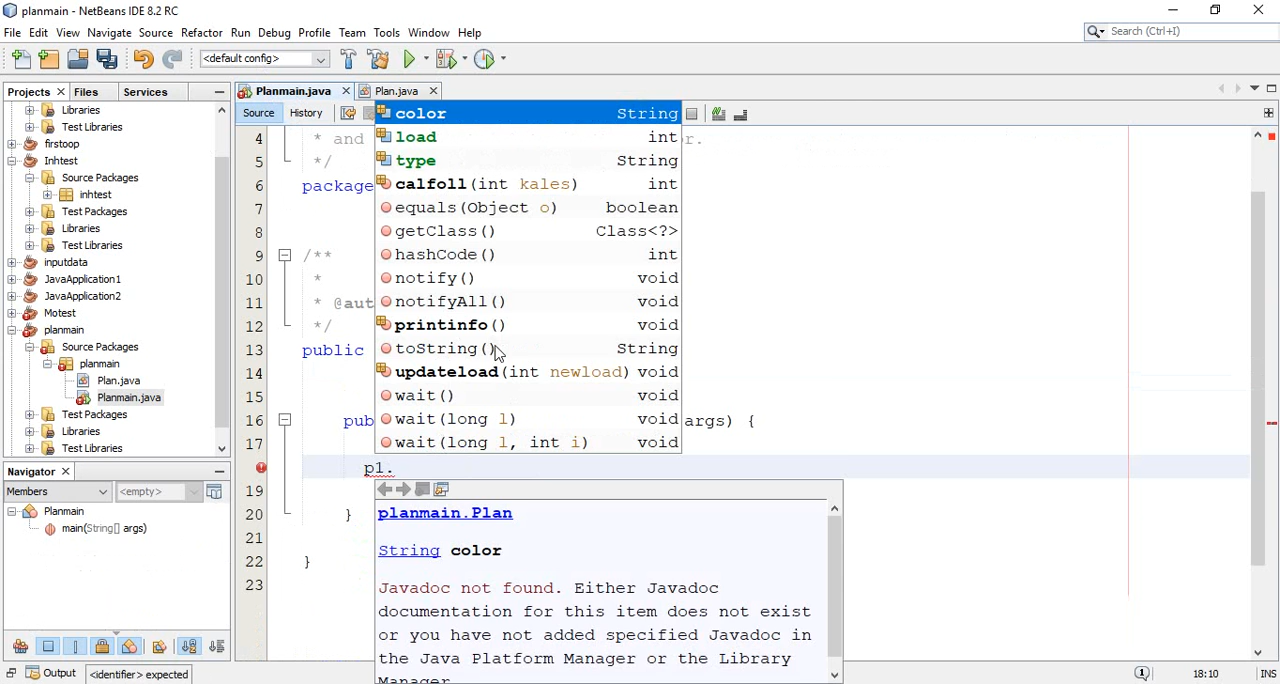 planmain - NetBeans IDE 8.2 RC
File Edit View Navigate Source Refactor Run Debug Profile Team Tools Window Help
Search (Ctrl+I)
<default config>
Projects Files Services
Libraries
Test Libraries
firstoop
Inhtest
Source Packages
inhtest
Test Packages
Libraries
Test Libraries
inputdata
JavaApplication1
JavaApplication2
Motest
planmain
Source Packages
planmain
Plan.java
Planmain.java
Test Packages
Libraries
Test Libraries
Navigator
Members <empty>
Planmain
main(String[] args)
Planmain.java Plan.java
Source History
4 * and r.
5 */
6 package
7
8
9 /**
10 *
11 * @aut
12 */
13 public
14
15
16 pub args) {
17
p1.
19
20 }
21
22 }
23
color String
load int
type String
calfoll(int kales) int
equals(Object o) boolean
getClass() Class<?>
hashCode() int
notify() void
notifyAll() void
printinfo() void
toString() String
updateload(int newload) void
wait() void
wait(long l) void
wait(long l, int i) void
planmain.Plan
String color
Javadoc not found. Either Javadoc
documentation for this item does not exist
or you have not added specified Javadoc in
the Java Platform Manager or the Library
Manager
Output <identifier> expected 1 18:10 INS